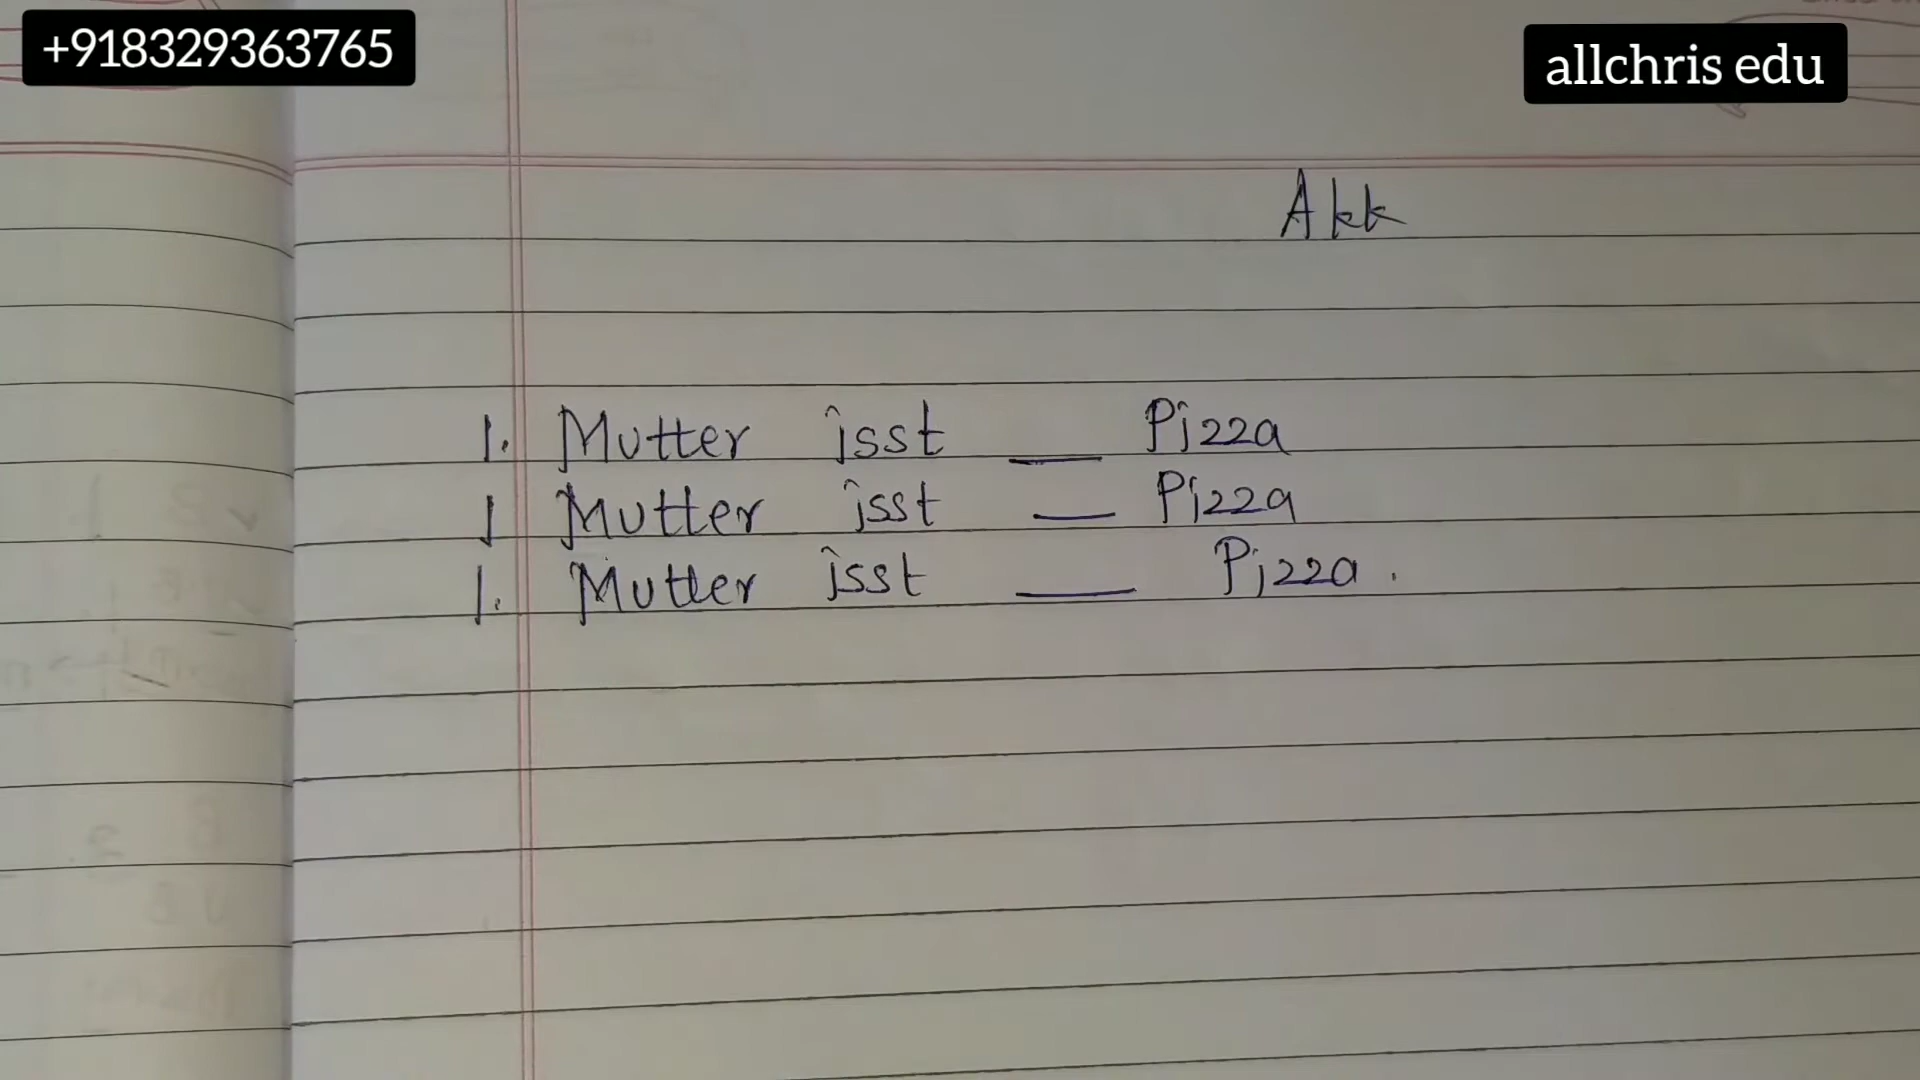 +918329363765
allchris edu
Akk
1. Mutter isst ___ Pizza
1 Mutter isst ___ Pizza
1. Mutter isst ___ Pizza.